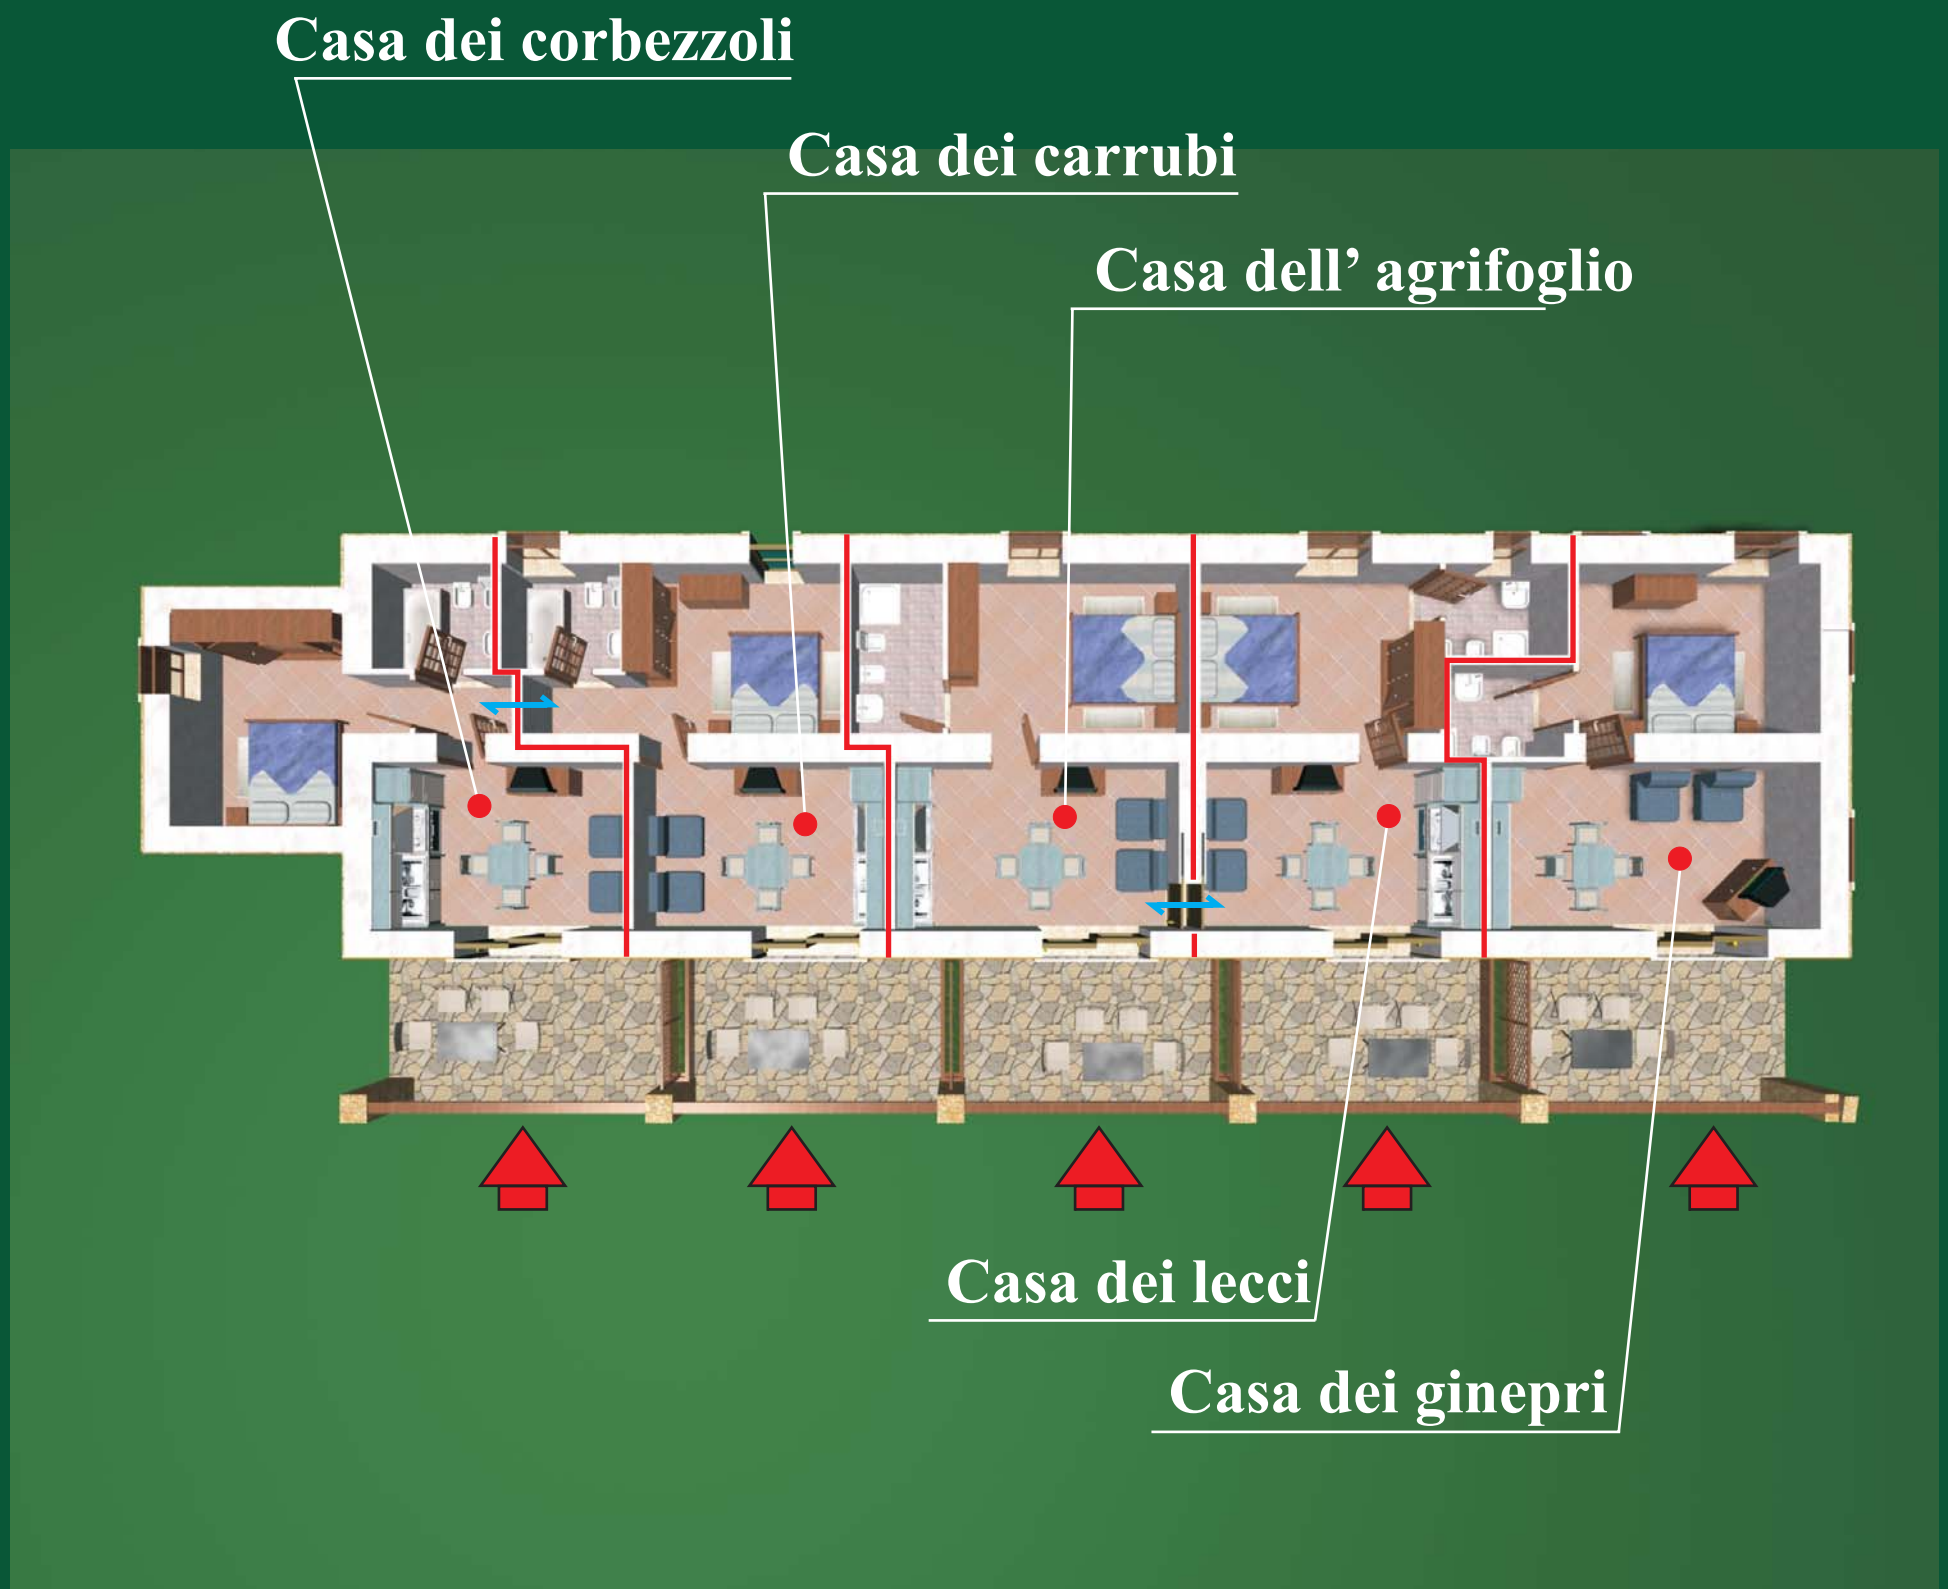 Casa dei corbezzoli
Casa dei carrubi
Casa dell’ agrifoglio
Casa dei lecci
Casa dei ginepri